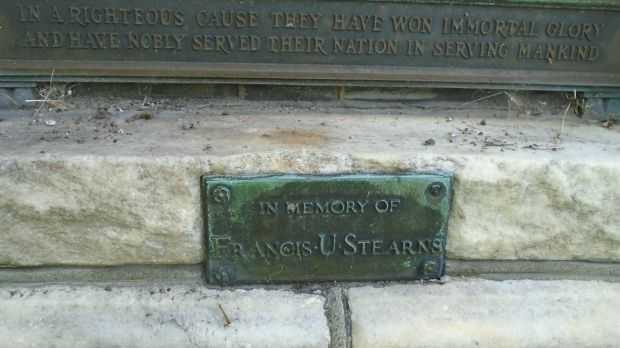 IN A RIGHTEOUS CAUSE THEY HAVE WON IMMORTAL GLORY
AND HAVE NOBLY SERVED THEIR NATION IN SERVING MANKIND
IN MEMORY OF
FRANCIS·U·STEARNS